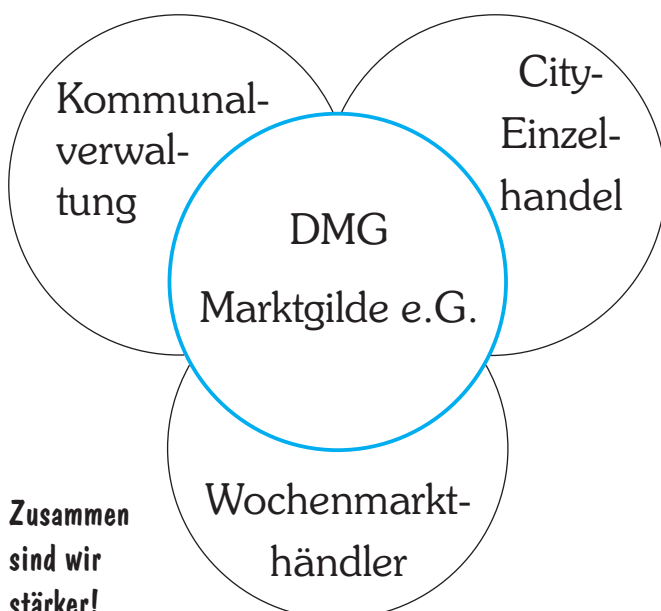 Kommunal-
verwal-
tung
City-
Einzel-
handel
DMG
Marktgilde e.G.
Wochenmarkt-
händler
Zusammen
sind wir
stärker!